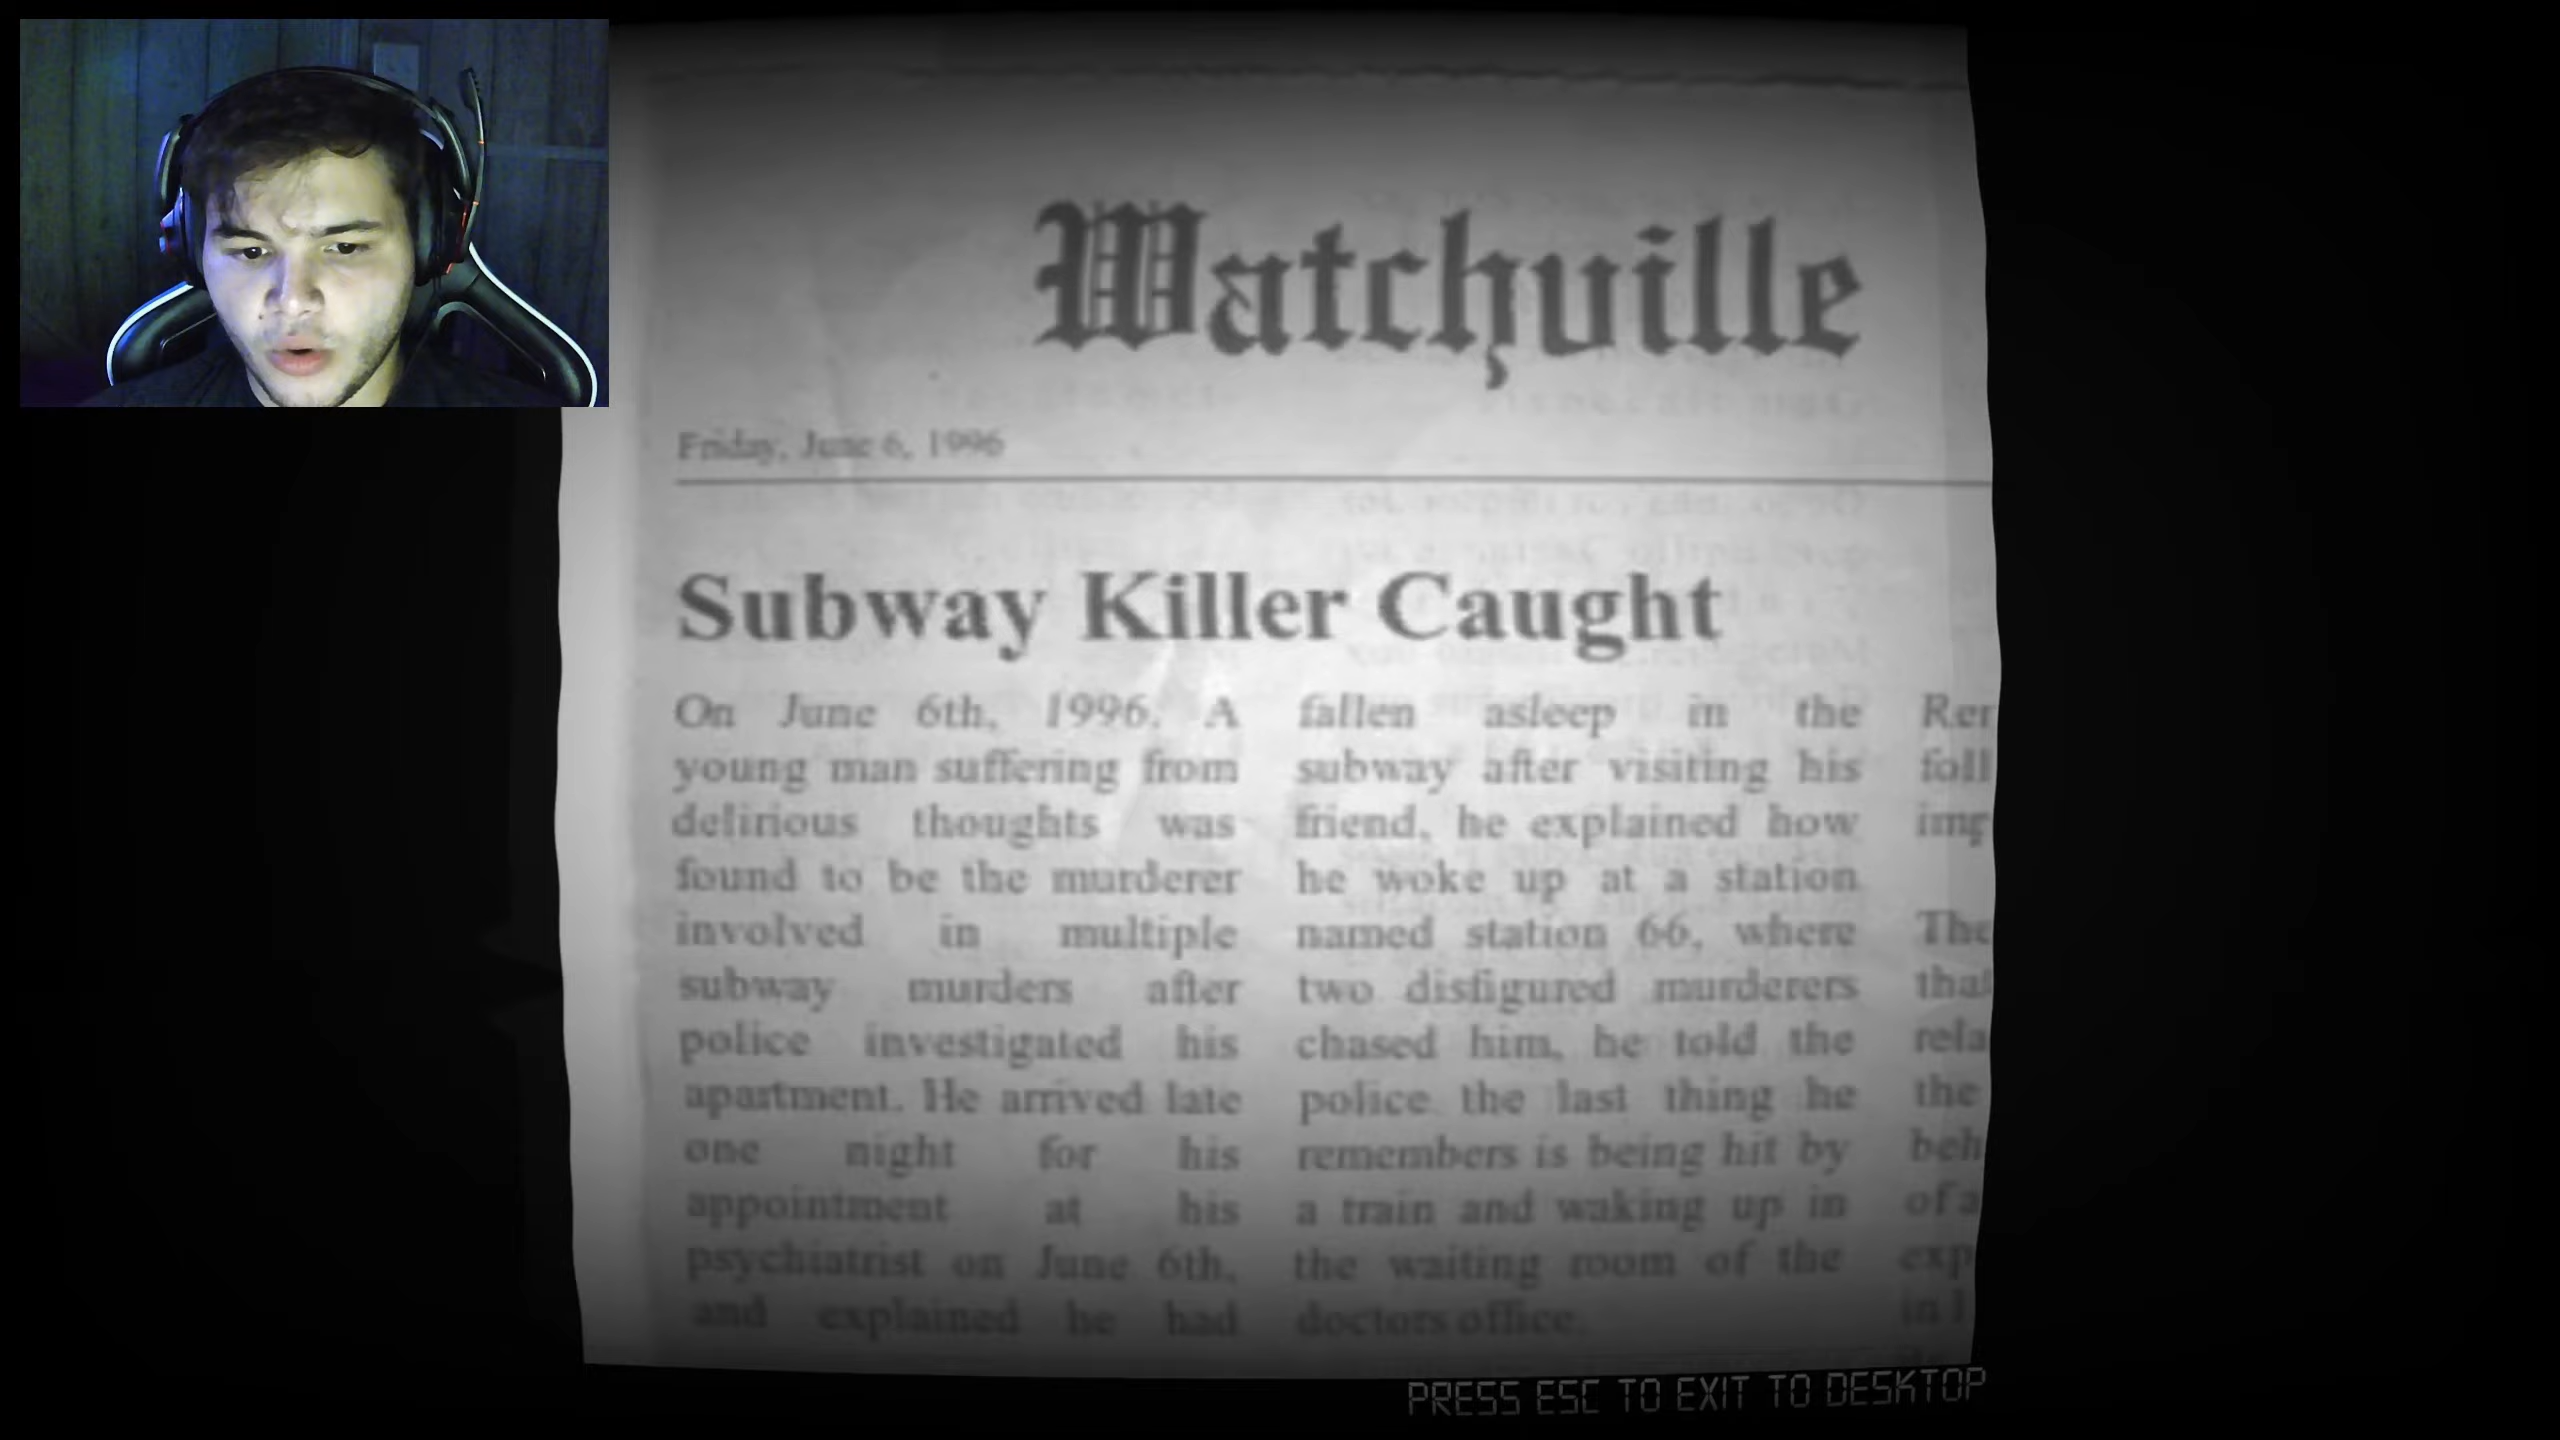 Watchville
Friday, June 6, 1996
Subway Killer Caught
On June 6th, 1996. A
young man suffering from
delirious thoughts was
found to be the murderer
involved in multiple
subway murders after
police investigated his
apartment. He arrived late
one night for his
appointment at his
psychiatrist on June 6th,
and explained he had
fallen asleep in the
subway after visiting his
friend, he explained how
he woke up at a station
named station 66, where
two disfigured murderers
chased him, he told the
police the last thing he
remembers is being hit by
a train and waking up in
the waiting room of the
doctors office.
the
of a
PRESS ESC TO EXIT TO DESKTOP